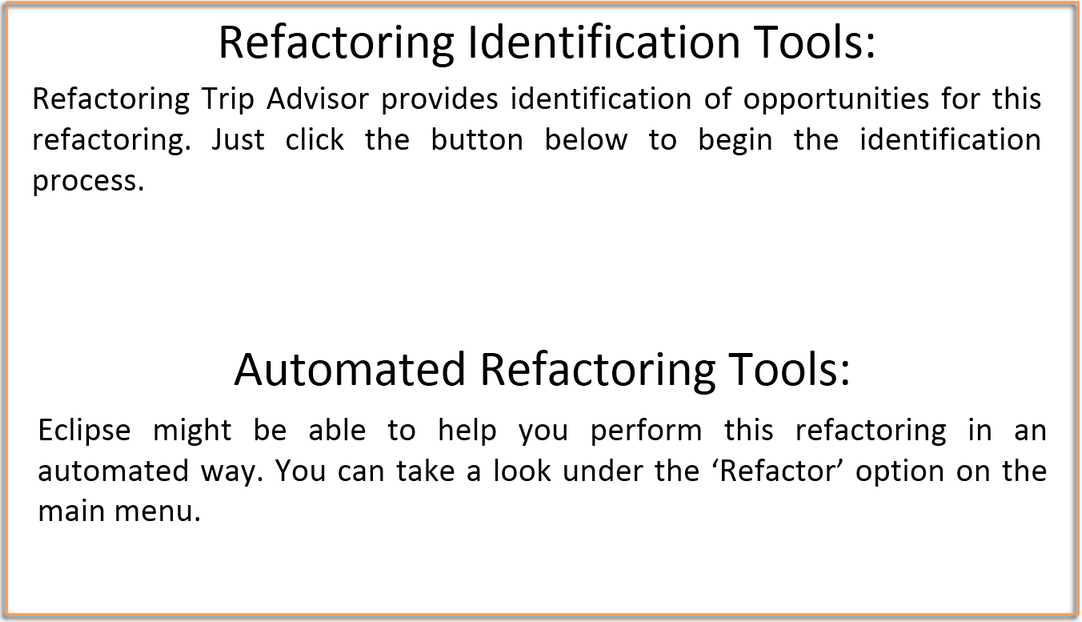 Refactoring Identification Tools:
Refactoring Trip Advisor provides identification of opportunities for this
refactoring. Just click the button below to begin the identification
process.
Automated Refactoring Tools:
Eclipse might be able to help you perform this refactoring in an
automated way. You can take a look under the ‘Refactor’ option on the
main menu.